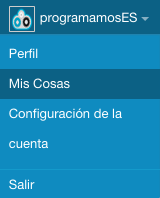 programamosES
Perfil
Mis Cosas
Configuración de la
cuenta
Salir